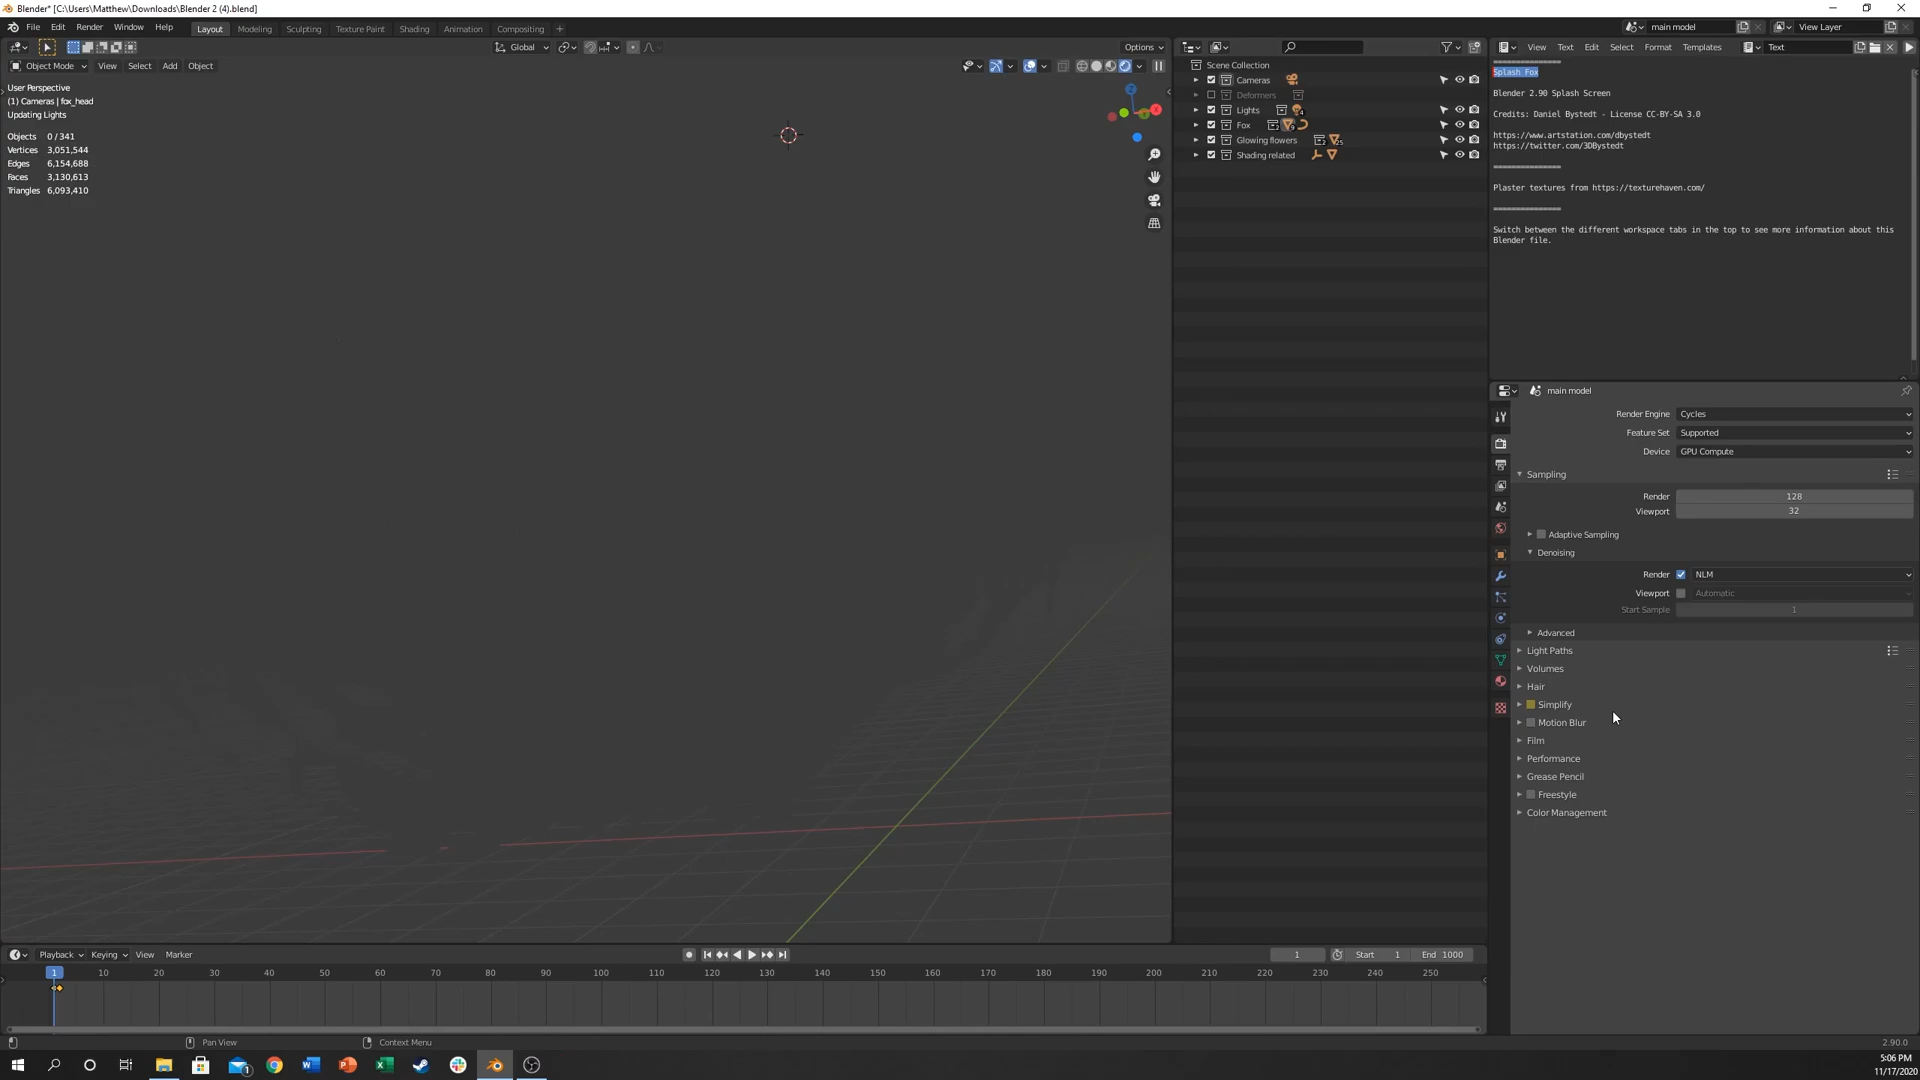 Blender* [C:\Users\Matthew\Downloads\Blender 2 (4).blend]
File Edit Render Window Help Layout Modeling Sculpting Texture Paint Shading Animation Compositing + main model View Layer
Global Options
Object Mode View Select Add Object
User Perspective
(1) Cameras | fox_head
Updating Lights
Objects 0 / 341
Vertices 3,051,544
Edges 6,154,688
Faces 3,130,613
Triangles 6,093,410
Scene Collection
Cameras
Deformers
Lights
Fox
Glowing flowers
Shading related
View Text Edit Select Format Templates Text
==============
Splash Fox
Blender 2.90 Splash Screen
Credits: Daniel Bystedt - License CC-BY-SA 3.0
https://www.artstation.com/dbystedt
https://twitter.com/3DBystedt
==============
Plaster textures from https://texturehaven.com/
==============
Switch between the different workspace tabs in the top to see more information about this
Blender file.
main model
Render Engine Cycles
Feature Set Supported
Device GPU Compute
Sampling
Render 128
Viewport 32
Adaptive Sampling
Denoising
Render NLM
Viewport Automatic
Start Sample 1
Advanced
Light Paths
Volumes
Hair
Simplify
Motion Blur
Film
Performance
Grease Pencil
Freestyle
Color Management
Playback Keying View Marker 1 Start 1 End 1000
1 10 20 30 40 50 60 70 80 90 100 110 120 130 140 150 160 170 180 190 200 210 220 230 240 250
Pan View Context Menu 2.90.0
5:06 PM
11/17/2020